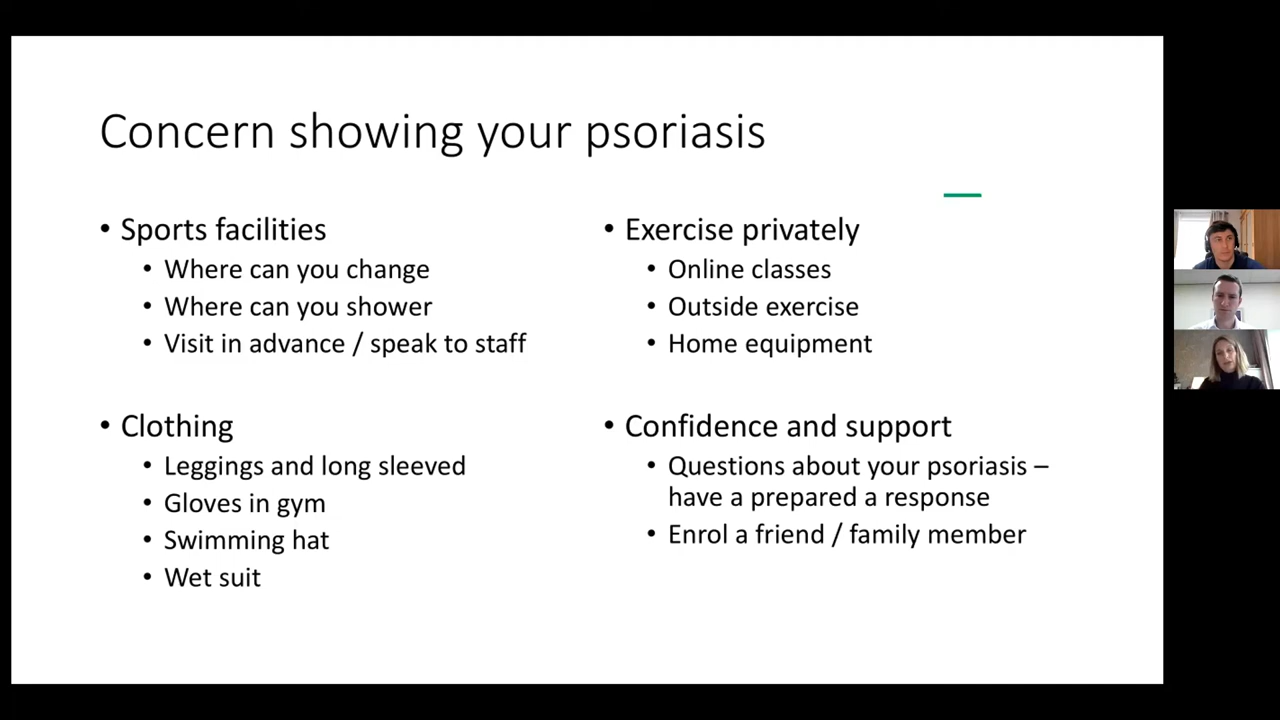 Concern showing your psoriasis
• Sports facilities
• Where can you change
• Where can you shower
• Visit in advance / speak to staff
• Clothing
• Leggings and long sleeved
• Gloves in gym
• Swimming hat
• Wet suit
• Exercise privately
• Online classes
• Outside exercise
• Home equipment
• Confidence and support
• Questions about your psoriasis –
have a prepared a response
• Enrol a friend / family member